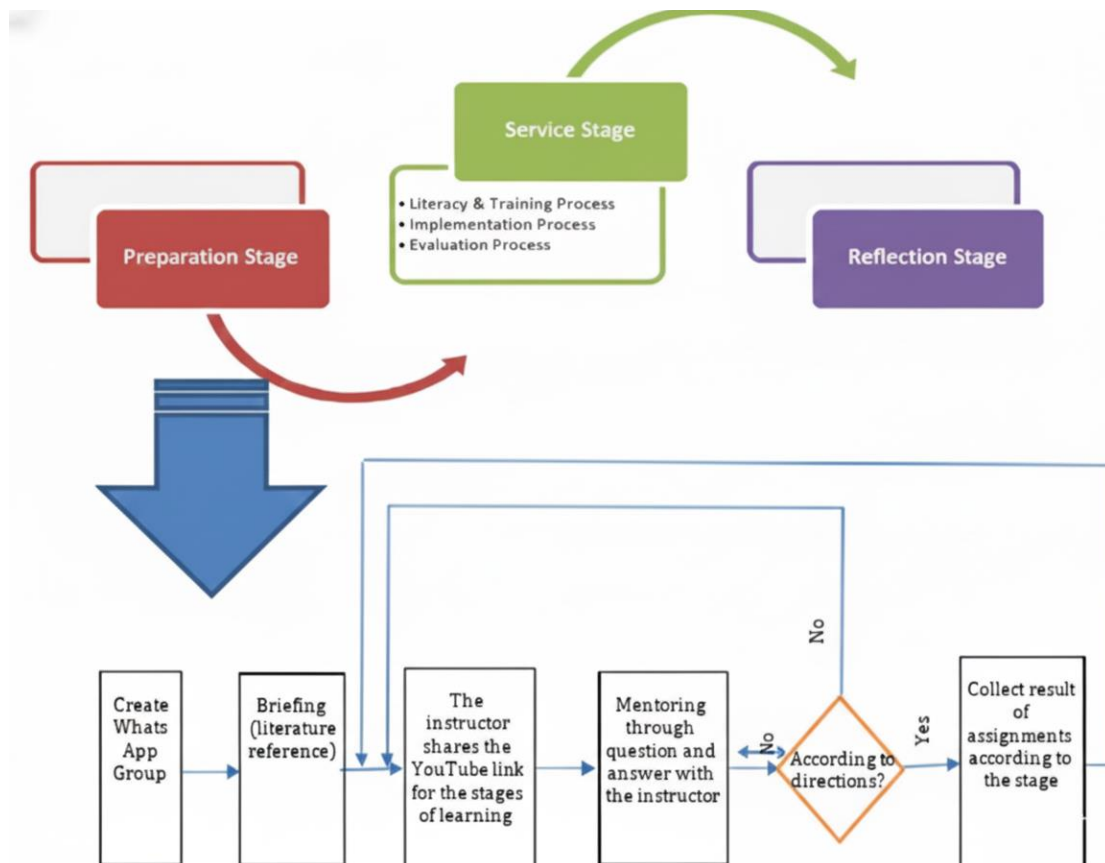 Service Stage
• Literacy & Training Process
• Implementation Process
• Evaluation Process
Preparation Stage
Reflection Stage
Create
Whats
App
Group
Briefing
(literature
reference)
The
instructor
shares the
YouTube link
for the stages
of learning
Mentoring
through
question and
answer with
the instructor
No
No
According to
directions?
Yes
Collect result
of
assignments
according to
the stage